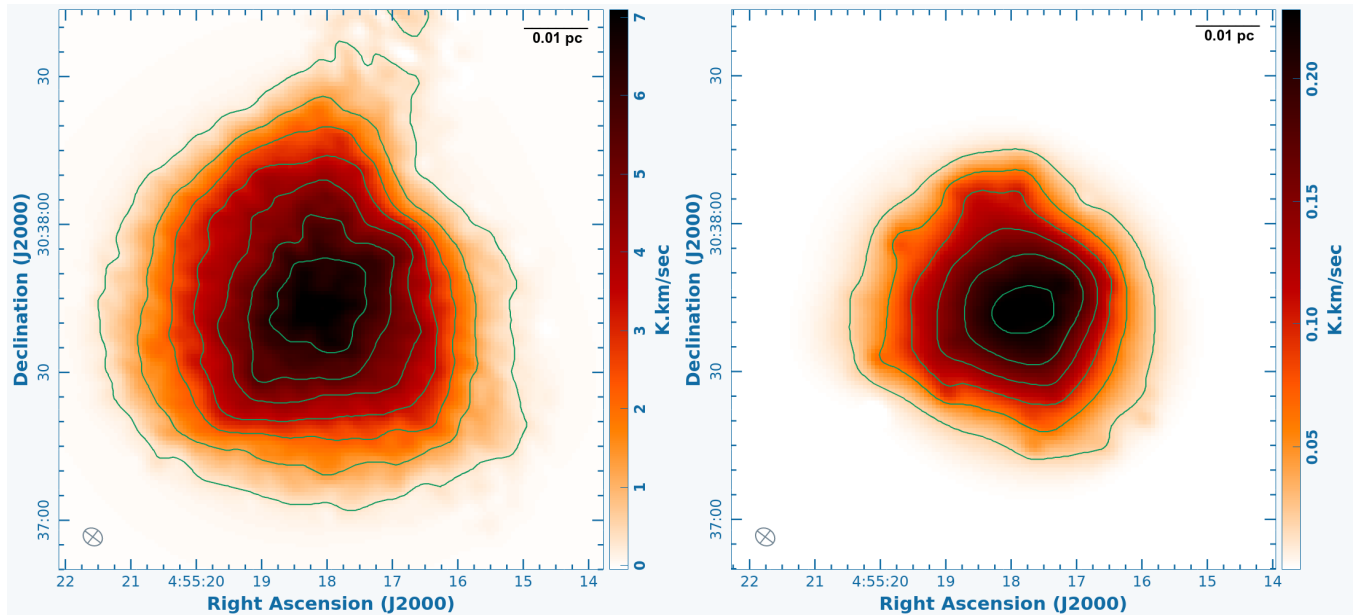 0.01 pc
7
6
5
4
3
2
1
0
K.km/sec
30
30:38:00
30
37:00
Declination (J2000)
22 21 4:55:20 19 18 17 16 15 14
Right Ascension (J2000)
0.01 pc
0.20
0.15
0.10
0.05
K.km/sec
30
30:38:00
30
37:00
Declination (J2000)
22 21 4:55:20 19 18 17 16 15 14
Right Ascension (J2000)